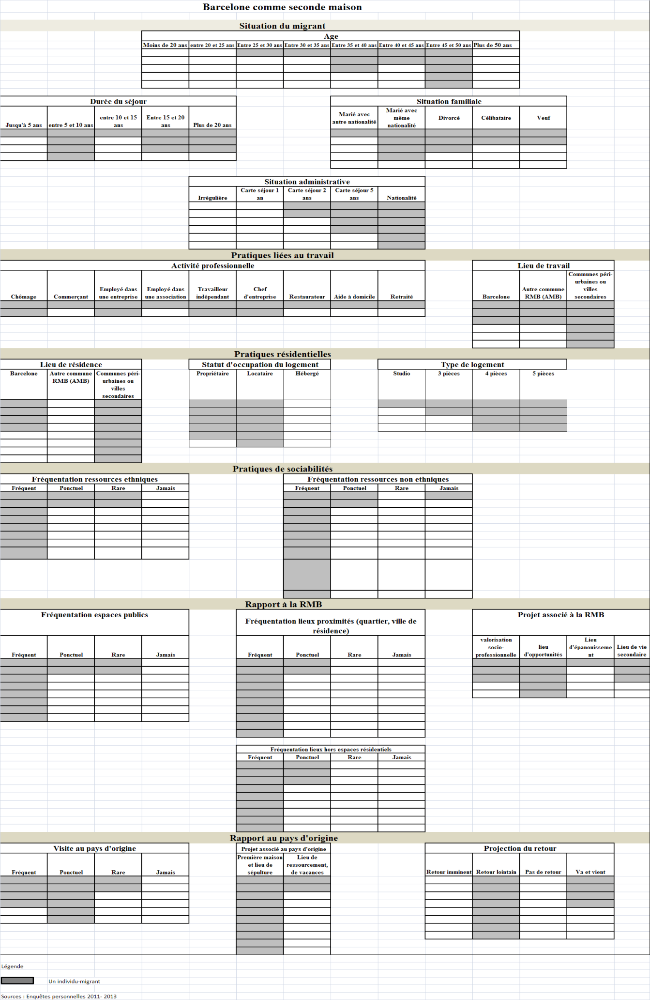 Barcelone comme seconde maison
Situation du migrant
Age
Moins de 20 ans entre 20 et 25 ans Entre 25 et 30 ans Entre 30 et 35 ans Entre 35 et 40 ans Entre 40 et 45 ans Entre 45 et 50 ans Plus de 50 ans
Durée du séjour
Jusqu'à 5 ans
entre 5 et 10 ans
entre 10 et 15
ans
Entre 15 et 20
ans
Plus de 20 ans
Situation familiale
Marié avec
autre nationalité
Marié avec
même
nationalité
Divorcé
Célibataire
Veuf
Situation administrative
Irrégulière
Carte séjour 1
an
Carte séjour 2
ans
Carte séjour 5
ans
Nationalité
Pratiques liées au travail
Activité professionnelle
Chômage
Commerçant
Employé dans
une entreprise
Employé dans
une association
Travailleur
indépendant
Chef
d'entreprise
Restaurateur
Aide à domicile
Retraité
Lieu de travail
Barcelone
Autre commune
RMB (AMB)
Communes péri-
urbaines ou
villes
secondaires
Pratiques résidentielles
Lieu de résidence
Barcelone
Autre commune
RMB (AMB)
Communes péri-
urbaines ou
villes
secondaires
Statut d'occupation du logement
Propriétaire
Locataire
Hébergé
Type de logement
Studio
3 pièces
4 pièces
5 pièces
Pratiques de sociabilités
Fréquentation ressources ethniques
Fréquent
Ponctuel
Rare
Jamais
Fréquentation ressources non ethniques
Fréquent
Ponctuel
Rare
Jamais
Rapport à la RMB
Fréquentation espaces publics
Fréquent
Ponctuel
Rare
Jamais
Fréquentation lieux proximités (quartier, ville de
résidence)
Fréquent
Ponctuel
Rare
Jamais
Projet associé à la RMB
valorisation
socio-
professionnelle
lieu
d'opportunités
Lieu
d'épanouisseme
nt
Lieu de vie
secondaire
Fréquentation lieux hors espaces résidentiels
Fréquent
Ponctuel
Rare
Jamais
Rapport au pays d'origine
Visite au pays d'origine
Fréquent
Ponctuel
Rare
Jamais
Projet associé au pays d'origine
Première maison
et lieu de
sépulture
Lieu de
ressourcement,
de vacances
Projection du retour
Retour imminent
Retour lointain
Pas de retour
Va et vient
Légende
Un individu-migrant
Sources : Enquêtes personnelles 2011- 2013